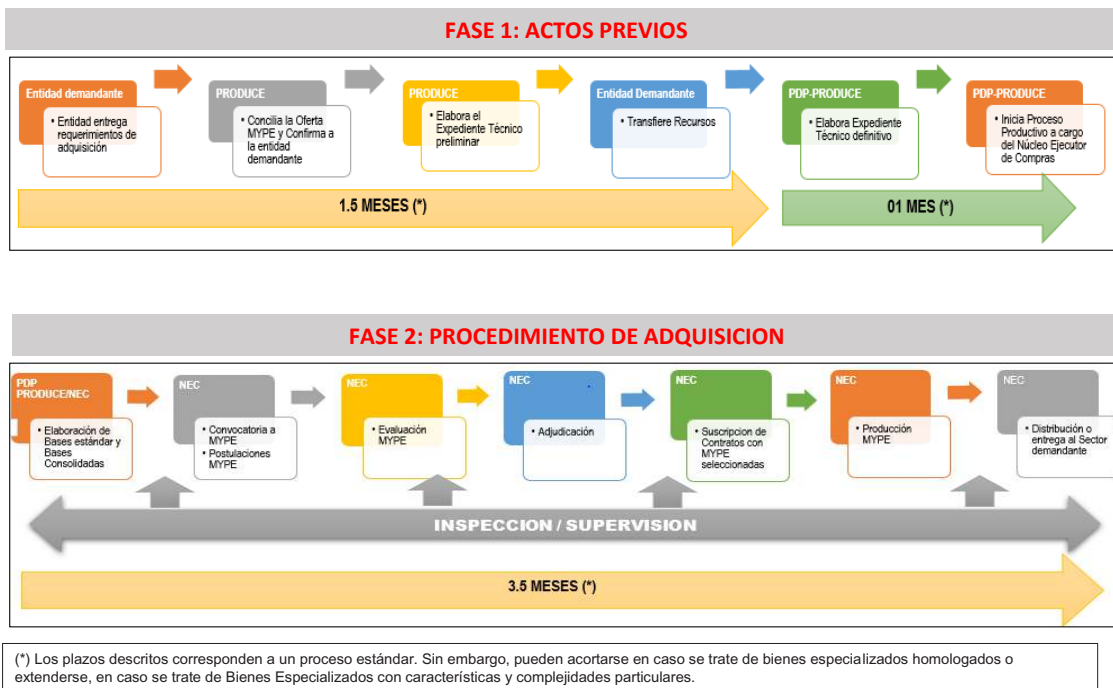 FASE 1: ACTOS PREVIOS
Entidad demandante
• Entidad entrega
requerimientos de
adquisición
PRODUCE
• Concilia la Oferta
MYPE y Confirma a
la entidad
demandante
PRODUCE
• Elabora el
Expediente Técnico
preliminar
Entidad Demandante
• Transfiere Recursos
PDP-PRODUCE
• Elabora Expediente
Técnico definitivo
PDP-PRODUCE
• Inicia Proceso
Productivo a cargo
del Núcleo Ejecutor
de Compras
1.5 MESES (*)
01 MES (*)
FASE 2: PROCEDIMIENTO DE ADQUISICION
PDP
PRODUCE/NEC
• Elaboración de
Bases estándar y
Bases
Consolidadas
NEC
• Convocatoria a
MYPE
• Postulaciones
MYPE
NEC
• Evaluación
MYPE
NEC
• Adjudicación
NEC
• Suscripcion de
Contratos con
MYPE
seleccionadas
NEC
• Producción
MYPE
NEC
• Distribución o
entrega al Sector
demandante
INSPECCION / SUPERVISION
3.5 MESES (*)
(*) Los plazos descritos corresponden a un proceso estándar. Sin embargo, pueden acortarse en caso se trate de bienes especializados homologados o
extenderse, en caso se trate de Bienes Especializados con características y complejidades particulares.